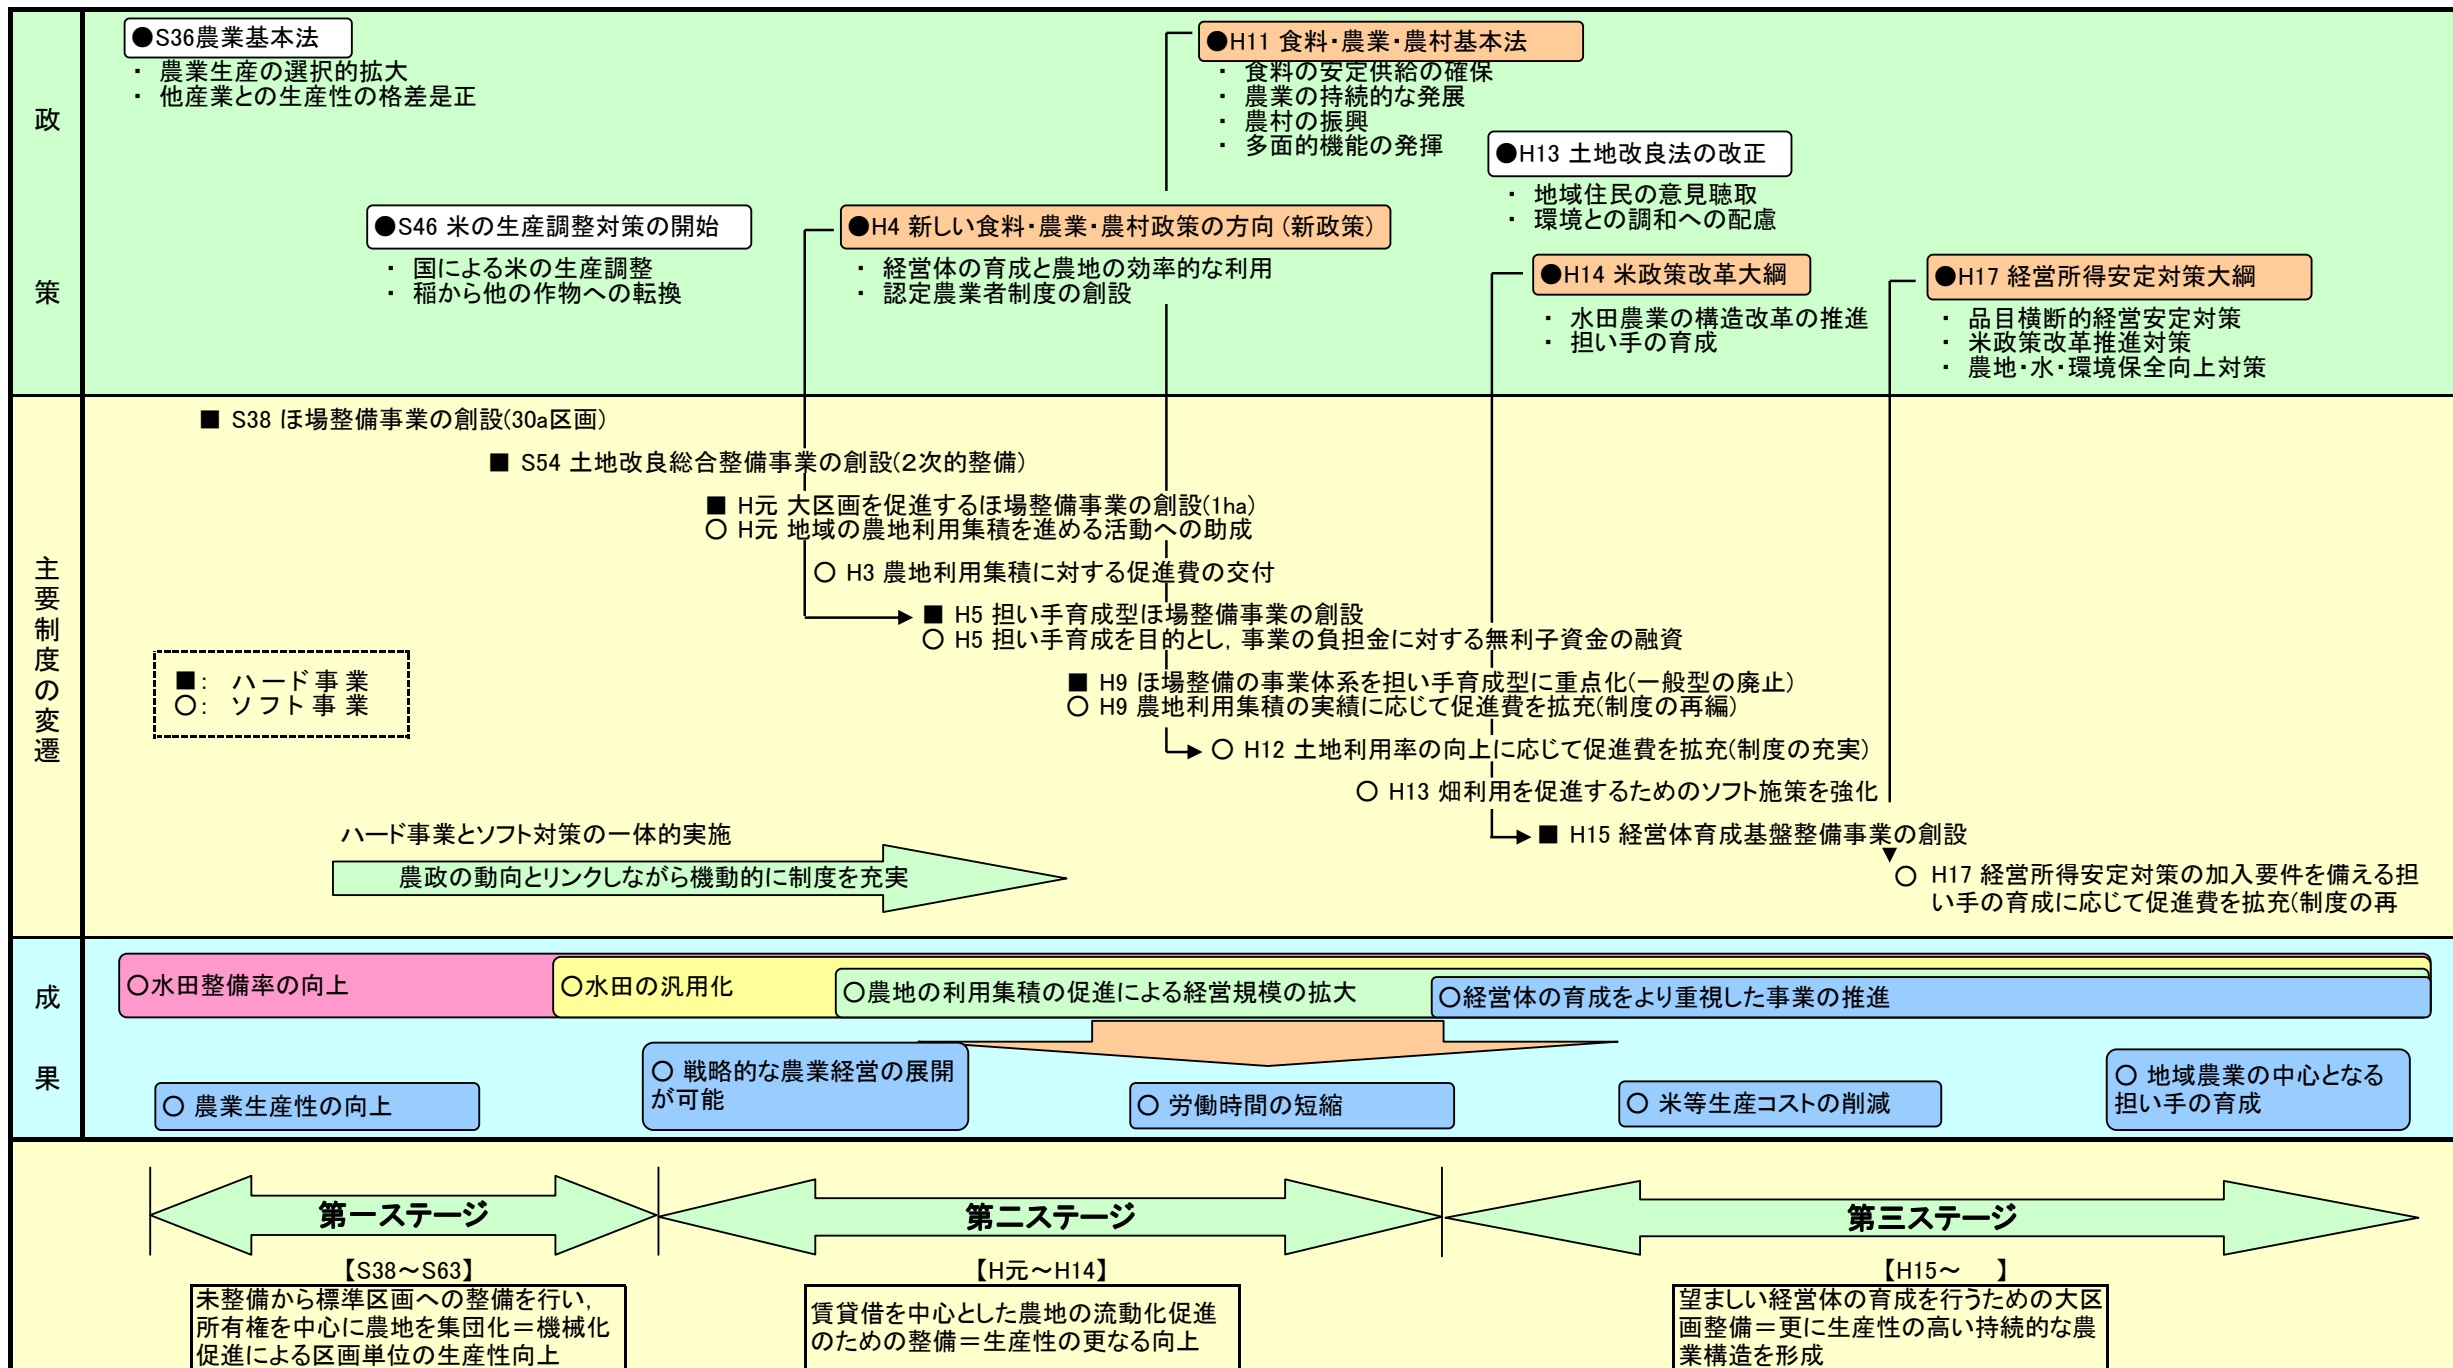 政策
●S36農業基本法
・ 農業生産の選択的拡大
・ 他産業との生産性の格差是正
●S46 米の生産調整対策の開始
・ 国による米の生産調整
・ 稲から他の作物への転換
●H4 新しい食料・農業・農村政策の方向(新政策)
・ 経営体の育成と農地の効率的な利用
・ 認定農業者制度の創設
●H11 食料・農業・農村基本法
・ 食料の安定供給の確保
・ 農業の持続的な発展
・ 農村の振興
・ 多面的機能の発揮
●H13 土地改良法の改正
・ 地域住民の意見聴取
・ 環境との調和への配慮
●H14 米政策改革大綱
・ 水田農業の構造改革の推進
・ 担い手の育成
●H17 経営所得安定対策大綱
・ 品目横断的経営安定対策
・ 米政策改革推進対策
・ 農地・水・環境保全向上対策
主要制度の変遷
■ S38 ほ場整備事業の創設(30a区画)
■ S54 土地改良総合整備事業の創設(2次的整備)
■ H元 大区画を促進するほ場整備事業の創設(1ha)
○ H元 地域の農地利用集積を進める活動への助成
○ H3 農地利用集積に対する促進費の交付
■ H5 担い手育成型ほ場整備事業の創設
○ H5 担い手育成を目的とし,事業の負担金に対する無利子資金の融資
■: ハード事業
○: ソフト事業
■ H9 ほ場整備の事業体系を担い手育成型に重点化(一般型の廃止)
○ H9 農地利用集積の実績に応じて促進費を拡充(制度の再編)
○ H12 土地利用率の向上に応じて促進費を拡充(制度の充実)
○ H13 畑利用を促進するためのソフト施策を強化
ハード事業とソフト対策の一体的実施
■ H15 経営体育成基盤整備事業の創設
農政の動向とリンクしながら機動的に制度を充実
○ H17 経営所得安定対策の加入要件を備える担
い手の育成に応じて促進費を拡充(制度の再
成果
○水田整備率の向上
○水田の汎用化
○農地の利用集積の促進による経営規模の拡大
○経営体の育成をより重視した事業の推進
○ 農業生産性の向上
○ 戦略的な農業経営の展開
が可能
○ 労働時間の短縮
○ 米等生産コストの削減
○ 地域農業の中心となる
担い手の育成
第一ステージ
第二ステージ
第三ステージ
【S38～S63】
【H元～H14】
【H15～　】
未整備から標準区画への整備を行い,
所有権を中心に農地を集団化＝機械化
促進による区画単位の生産性向上
賃貸借を中心とした農地の流動化促進
のための整備＝生産性の更なる向上
望ましい経営体の育成を行うための大区
画整備＝更に生産性の高い持続的な農
業構造を形成